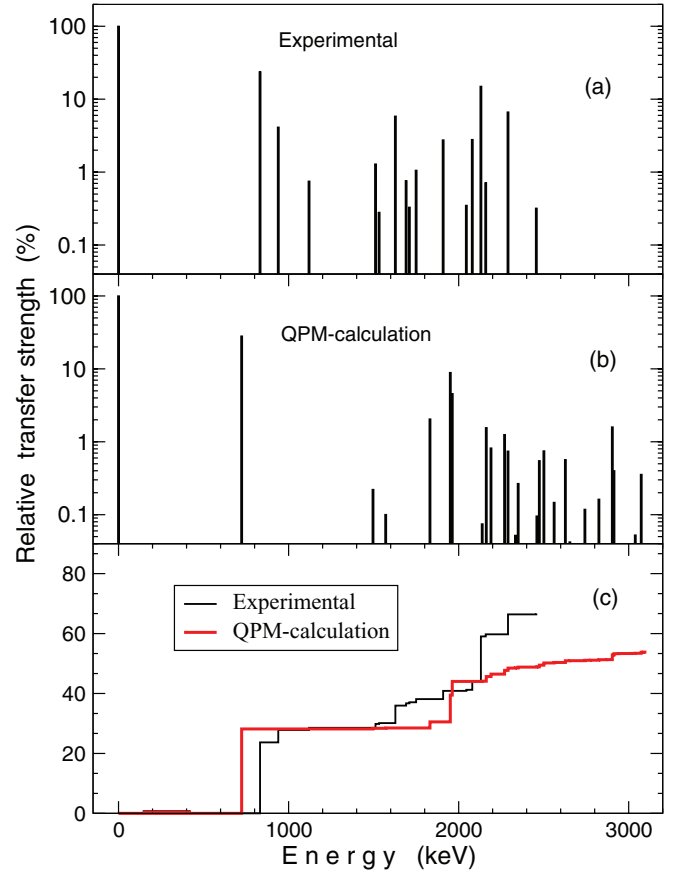 100
Experimental
10
(a)
1
0.1
100
QPM-calculation
10
(b)
1
0.1
Relative transfer strength (%)
80
Experimental
(c)
QPM-calculation
60
40
20
0
0 1000 2000 3000
Energy (keV)